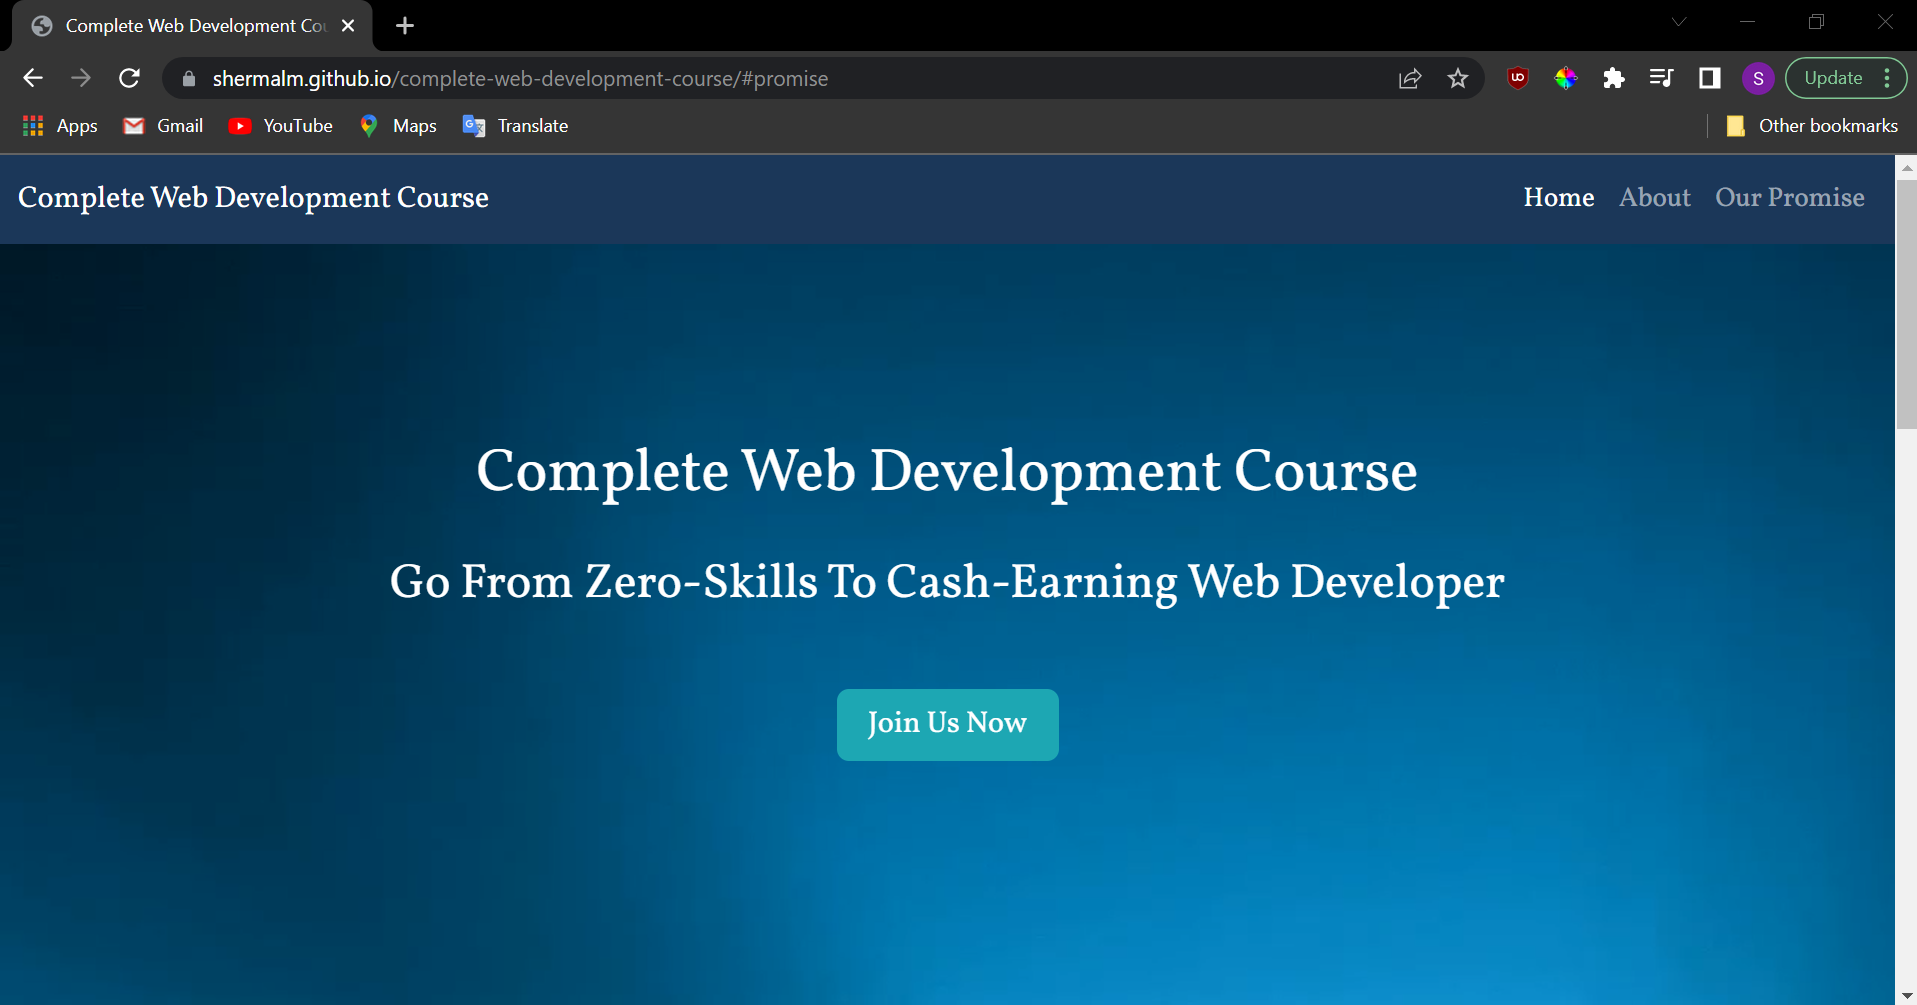 Complete Web Development Cou
shermalm.github.io/complete-web-development-course/#promise
S
Update
Apps
Gmail
YouTube
Maps
Translate
Other bookmarks
Complete Web Development Course
Home About Our Promise
Complete Web Development Course
Go From Zero-Skills To Cash-Earning Web Developer
Join Us Now